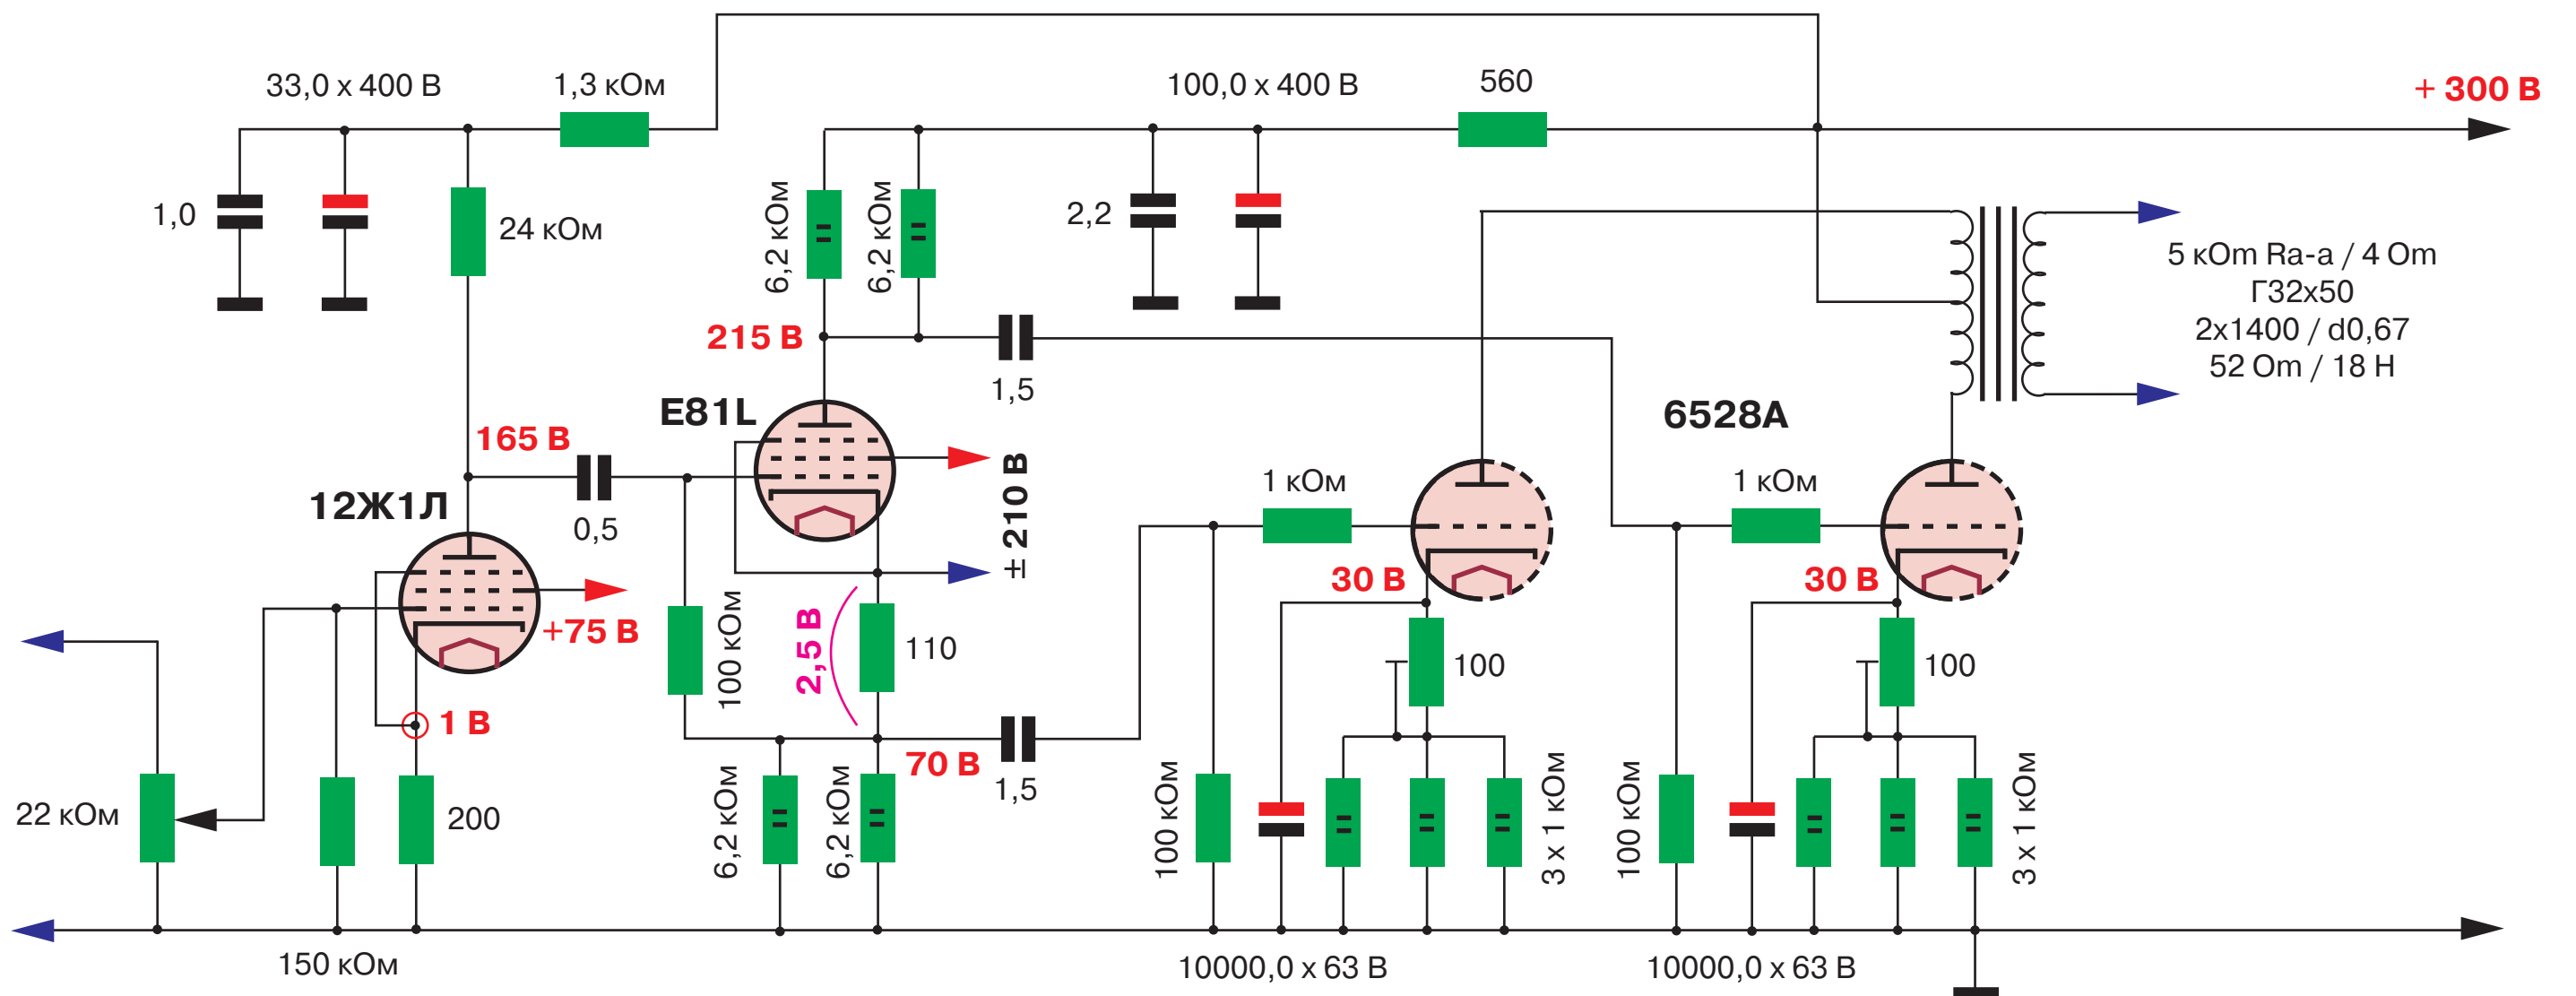 33,0 x 400 В
1,3 кОм
100,0 x 400 В
560
+ 300 В
1,0
24 кОм
6,2 кОм
6,2 кОм
2,2
5 кОm Ra-a / 4 Om
Г32х50
2x1400 / d0,67
52 Om / 18 H
215 В
1,5
E81L
6528A
165 В
12Ж1Л
0,5
± 210 В
1 кОм
1 кОм
30 В
30 В
+75 В
100 кОм
2,5 В
110
100
100
1 В
70 В
1,5
22 кОм
200
6,2 кОм
6,2 кОм
100 кОм
3 x 1 кОм
100 кОм
3 x 1 кОм
150 кОм
10000,0 x 63 В
10000,0 x 63 В